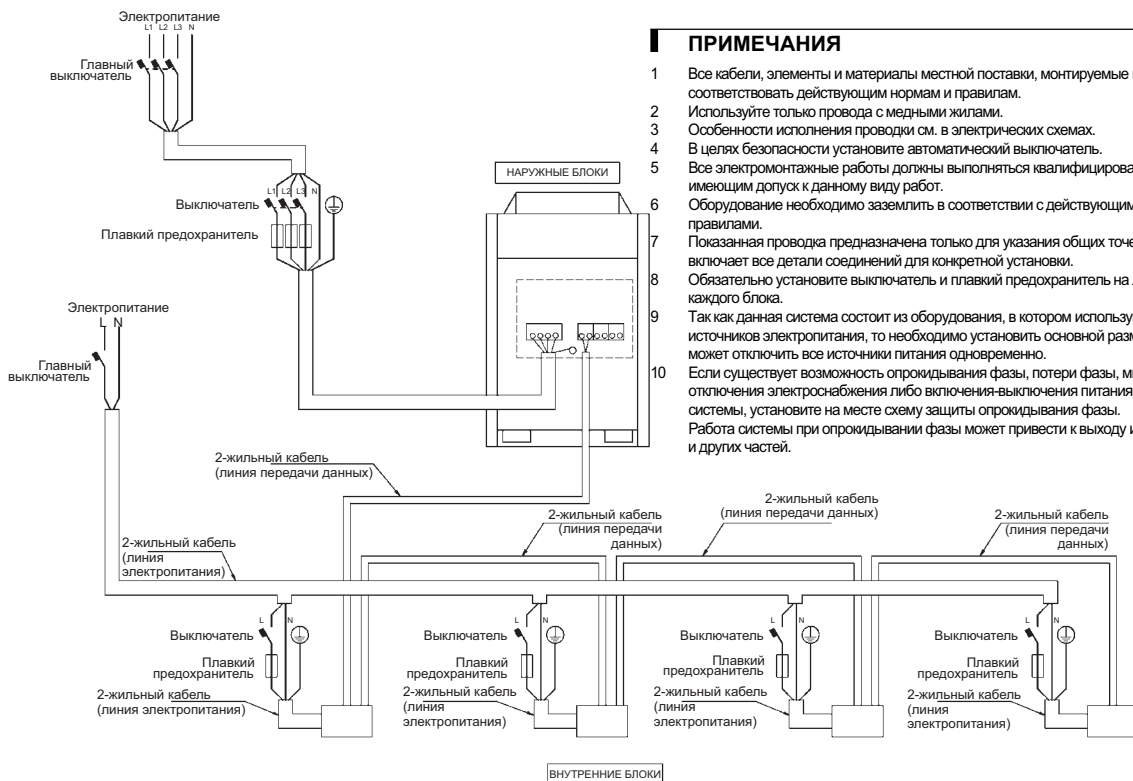 Электропитание
L1 L2 L3 N
Главный
выключатель
L1 L2 L3 N
Выключатель
Плавкий предохранитель
НАРУЖНЫЕ БЛОКИ
ПРИМЕЧАНИЯ
1 Все кабели, элементы и материалы местной поставки, монтируемые
соответствовать действующим нормам и правилам.
2 Используйте только провода с медными жилами.
3 Особенности исполнения проводки см. в электрических схемах.
4 В целях безопасности установите автоматический выключатель.
5 Все электромонтажные работы должны выполняться квалифицирова
имеющим допуск к данному виду работ.
6 Оборудование необходимо заземлить в соответствии с действующим
правилами.
7 Показанная проводка предназначена только для указания общих точе
включает все детали соединений для конкретной установки.
8 Обязательно установите выключатель и плавкий предохранитель на
каждого блока.
9 Так как данная система состоит из оборудования, в котором использу
источников электропитания, то необходимо установить основной разм
может отключить все источники питания одновременно.
10 Если существует возможность опрокидывания фазы, потери фазы, м
отключения электроснабжения либо включения-выключения питания
системы, установите на месте схему защиты опрокидывания фазы.
Работа системы при опрокидывании фазы может привести к выходу и
и других частей.
Электропитание
L N
Главный
выключатель
2-жильный кабель
(линия передачи данных)
2-жильный кабель
(линия
электропитания)
2-жильный кабель
(линия передачи
данных)
2-жильный кабель
(линия передачи данных)
2-жильный кабель
(линия передачи
данных)
L N
Выключатель
Плавкий
предохранитель
2-жильный кабель
(линия электропитания)
L N
Выключатель
Плавкий
предохранитель
2-жильный кабель
(линия
электропитания)
L N
Выключатель
Плавкий
предохранитель
2-жильный кабель
(линия
электропитания)
L N
Выключатель
Плавкий
предохранитель
2-жильный кабель
(линия
электропитания)
ВНУТРЕННИЕ БЛОКИ